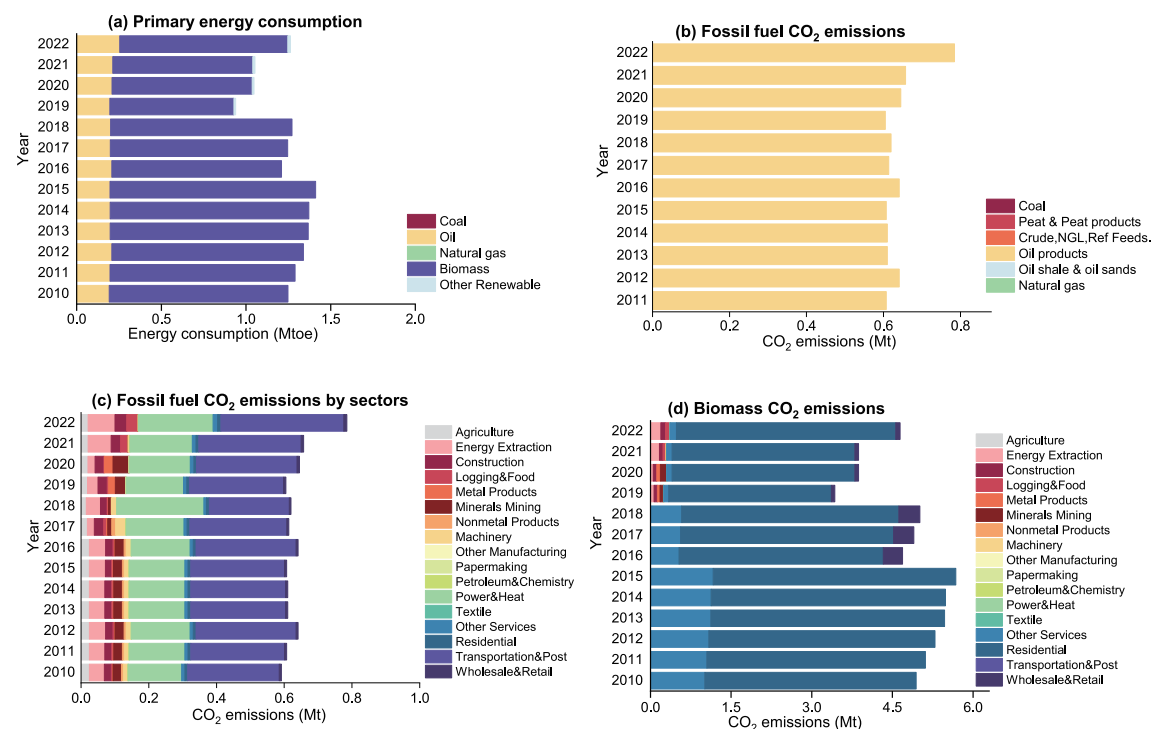 (a) Primary energy consumption
2022
2021
2020
2019
2018
2017
2016
2015
2014
2013
2012
2011
2010
Year
0.0 0.5 1.0 1.5 2.0
Energy consumption (Mtoe)
Coal
Oil
Natural gas
Biomass
Other Renewable
(b) Fossil fuel CO₂ emissions
2022
2021
2020
2019
2018
2017
2016
2015
2014
2013
2012
2011
Year
0.0 0.2 0.4 0.6 0.8
CO₂ emissions (Mt)
Coal
Peat & Peat products
Crude,NGL,Ref Feeds.
Oil products
Oil shale & oil sands
Natural gas
(c) Fossil fuel CO₂ emissions by sectors
2022
2021
2020
2019
2018
2017
2016
2015
2014
2013
2012
2011
2010
Year
0.0 0.2 0.4 0.6 0.8 1.0
CO₂ emissions (Mt)
Agriculture
Energy Extraction
Construction
Logging&Food
Metal Products
Minerals Mining
Nonmetal Products
Machinery
Other Manufacturing
Papermaking
Petroleum&Chemistry
Power&Heat
Textile
Other Services
Residential
Transportation&Post
Wholesale&Retail
(d) Biomass CO₂ emissions
2022
2021
2020
2019
2018
2017
2016
2015
2014
2013
2012
2011
2010
Year
0.0 1.5 3.0 4.5 6.0
CO₂ emissions (Mt)
Agriculture
Energy Extraction
Construction
Logging&Food
Metal Products
Minerals Mining
Nonmetal Products
Machinery
Other Manufacturing
Papermaking
Petroleum&Chemistry
Power&Heat
Textile
Other Services
Residential
Transportation&Post
Wholesale&Retail